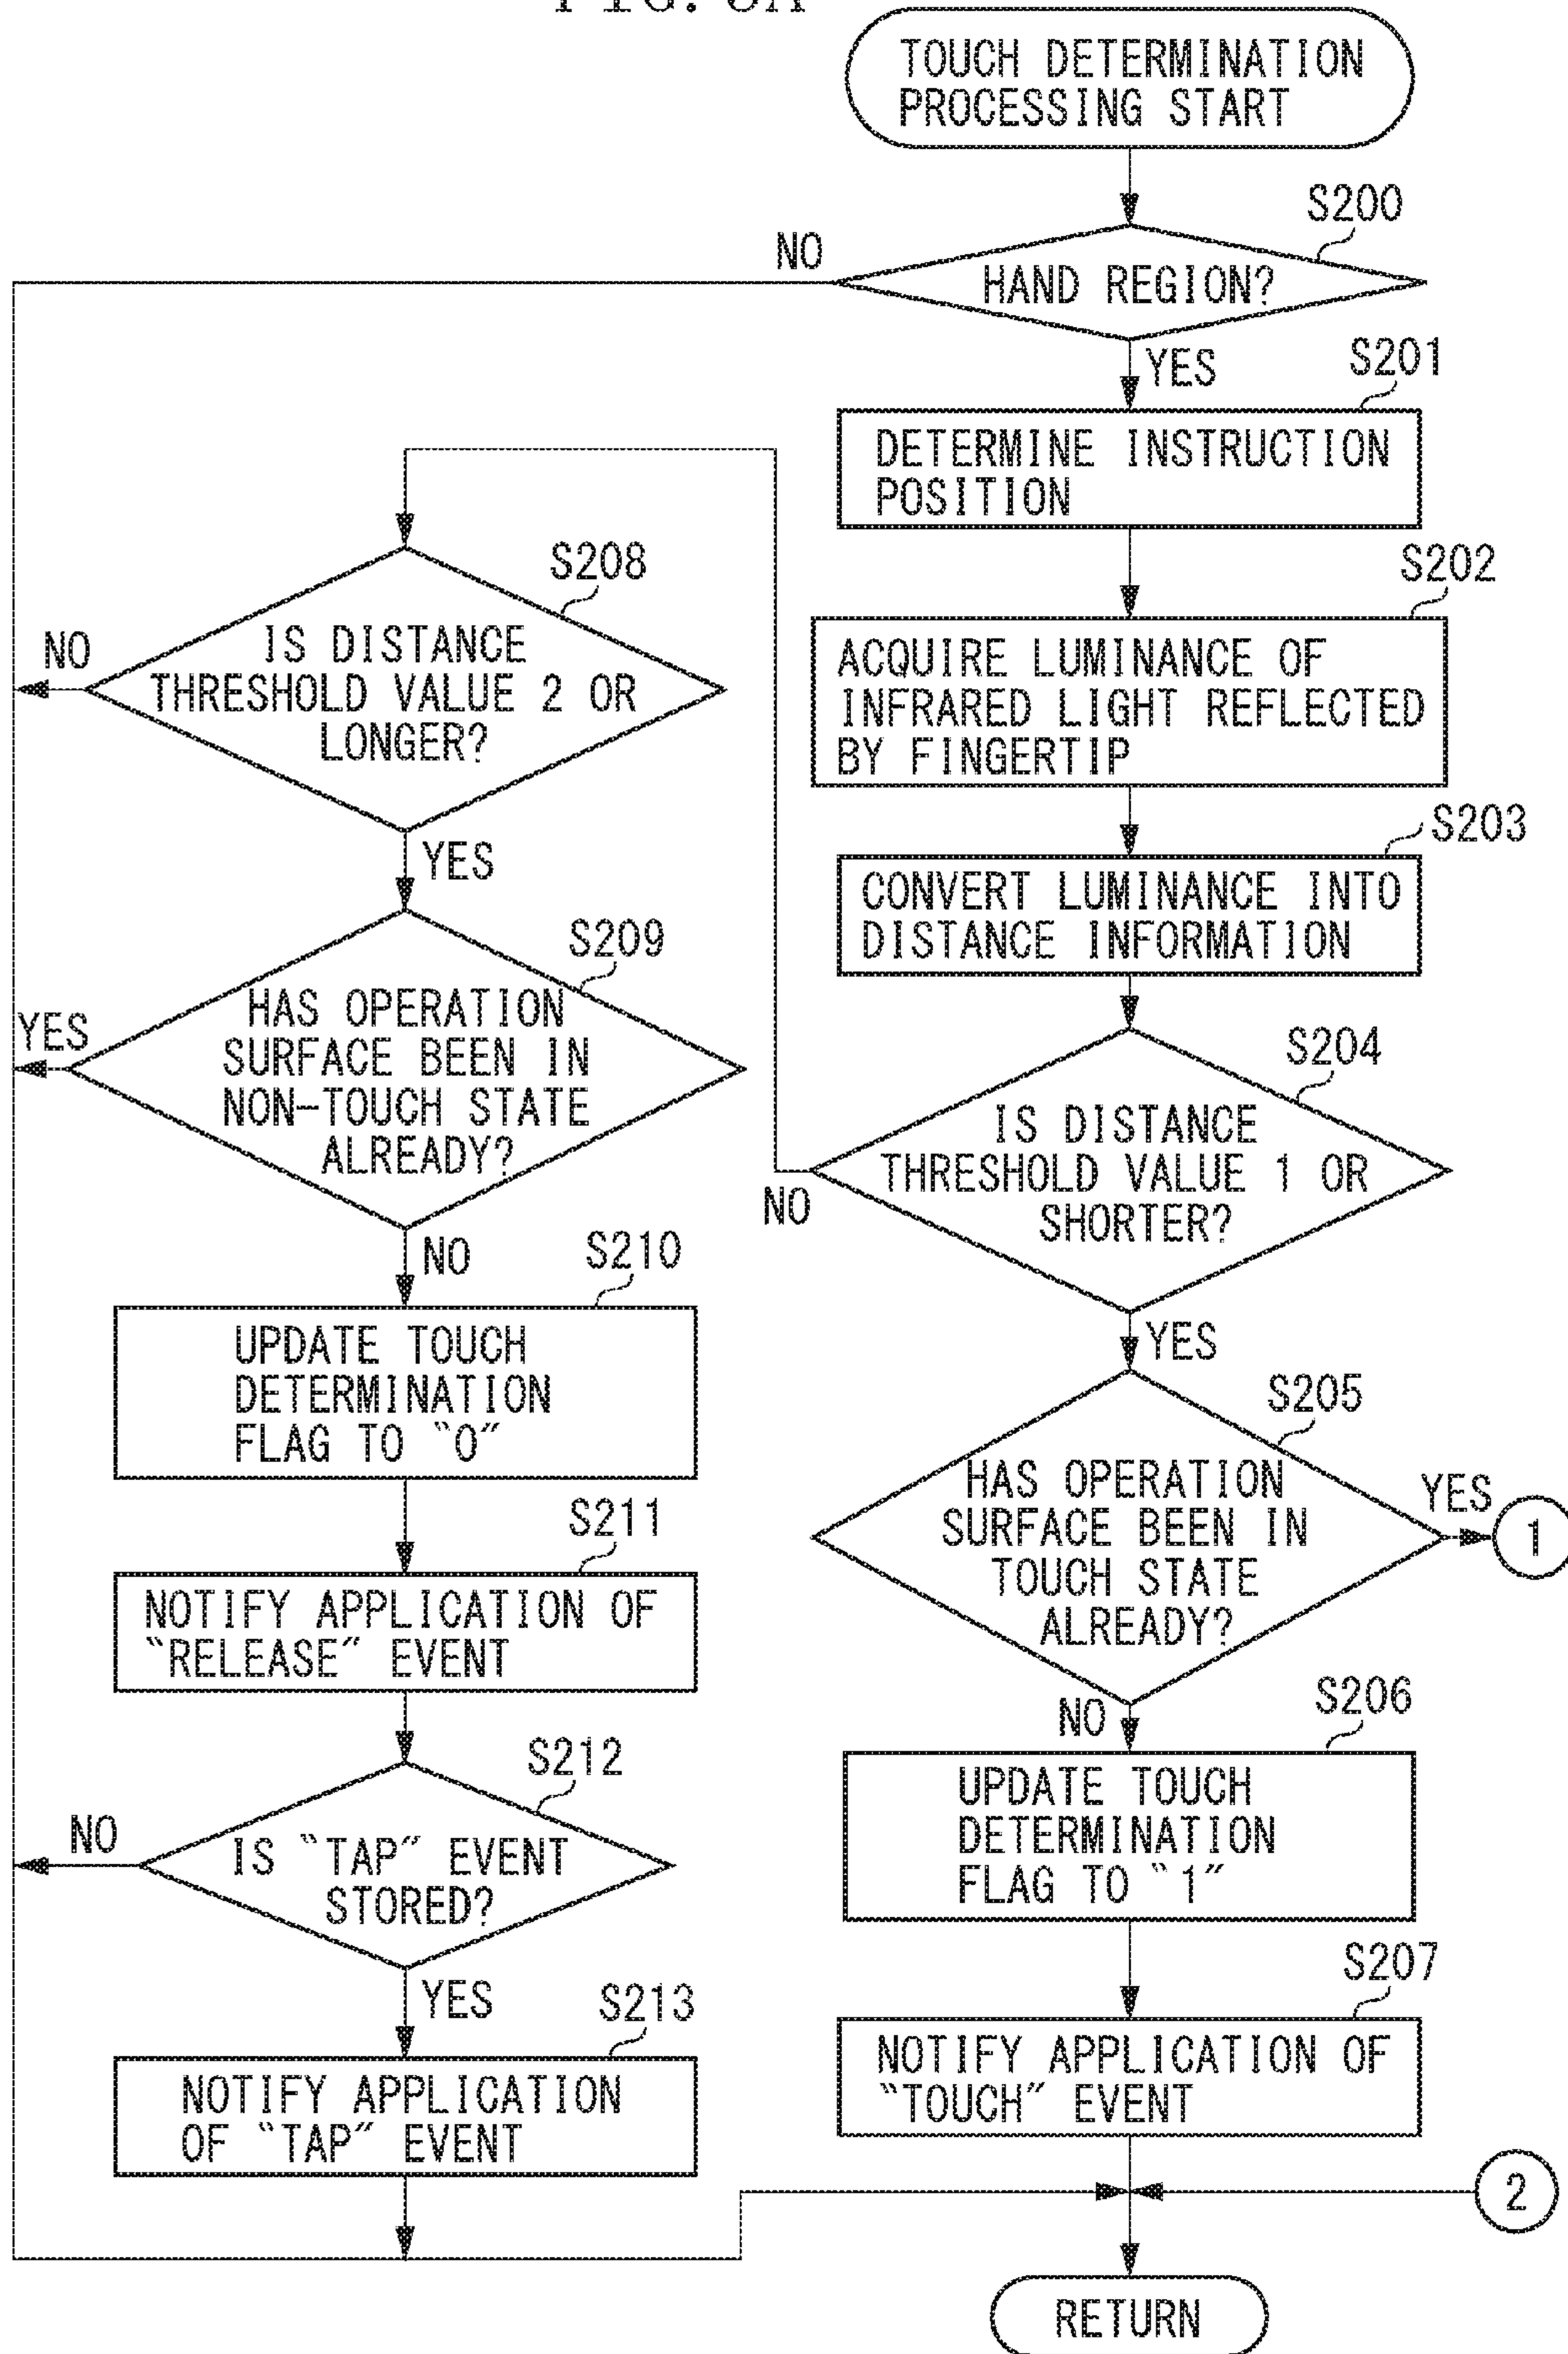 TOUCH DETERMINATION
PROCESSING START
S200
NO
HAND REGION?
YES
S201
DETERMINE INSTRUCTION
POSITION
S202
ACQUIRE LUMINANCE OF
INFRARED LIGHT REFLECTED
BY FINGERTIP
S203
CONVERT LUMINANCE INTO
DISTANCE INFORMATION
S204
IS DISTANCE
THRESHOLD VALUE 1 OR
SHORTER?
NO
YES
S205
HAS OPERATION
SURFACE BEEN IN
TOUCH STATE
ALREADY?
YES
1
NO
S206
UPDATE TOUCH
DETERMINATION
FLAG TO “1”
S207
NOTIFY APPLICATION OF
“TOUCH” EVENT
S208
IS DISTANCE
THRESHOLD VALUE 2 OR
LONGER?
NO
YES
S209
HAS OPERATION
SURFACE BEEN IN
NON-TOUCH STATE
ALREADY?
YES
NO
S210
UPDATE TOUCH
DETERMINATION
FLAG TO “0”
S211
NOTIFY APPLICATION OF
“RELEASE” EVENT
S212
IS “TAP” EVENT
STORED?
NO
YES
S213
NOTIFY APPLICATION
OF “TAP” EVENT
2
RETURN